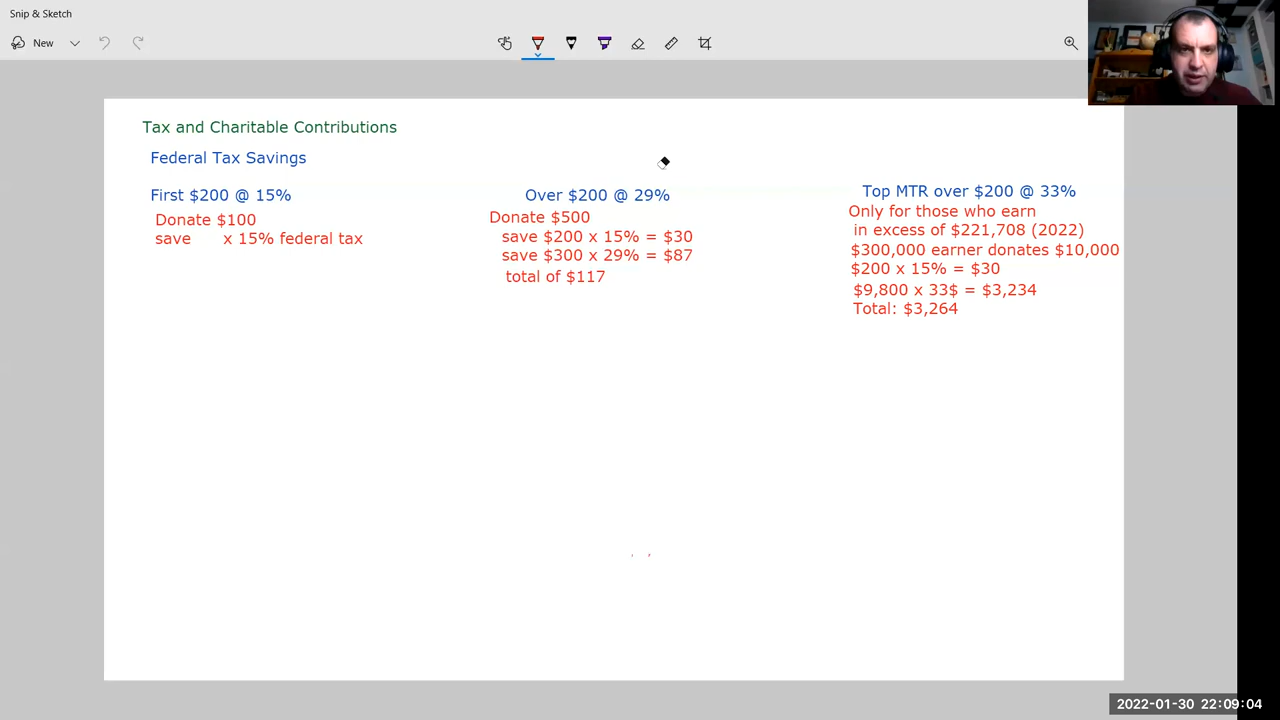 Snip & Sketch
New
Tax and Charitable Contributions
Federal Tax Savings
First $200 @ 15%
Donate $100
save x 15% federal tax
Over $200 @ 29%
Donate $500
save $200 x 15% = $30
save $300 x 29% = $87
total of $117
Top MTR over $200 @ 33%
Only for those who earn
in excess of $221,708 (2022)
$300,000 earner donates $10,000
$200 x 15% = $30
$9,800 x 33$ = $3,234
Total: $3,264
2022-01-30 22:09:04